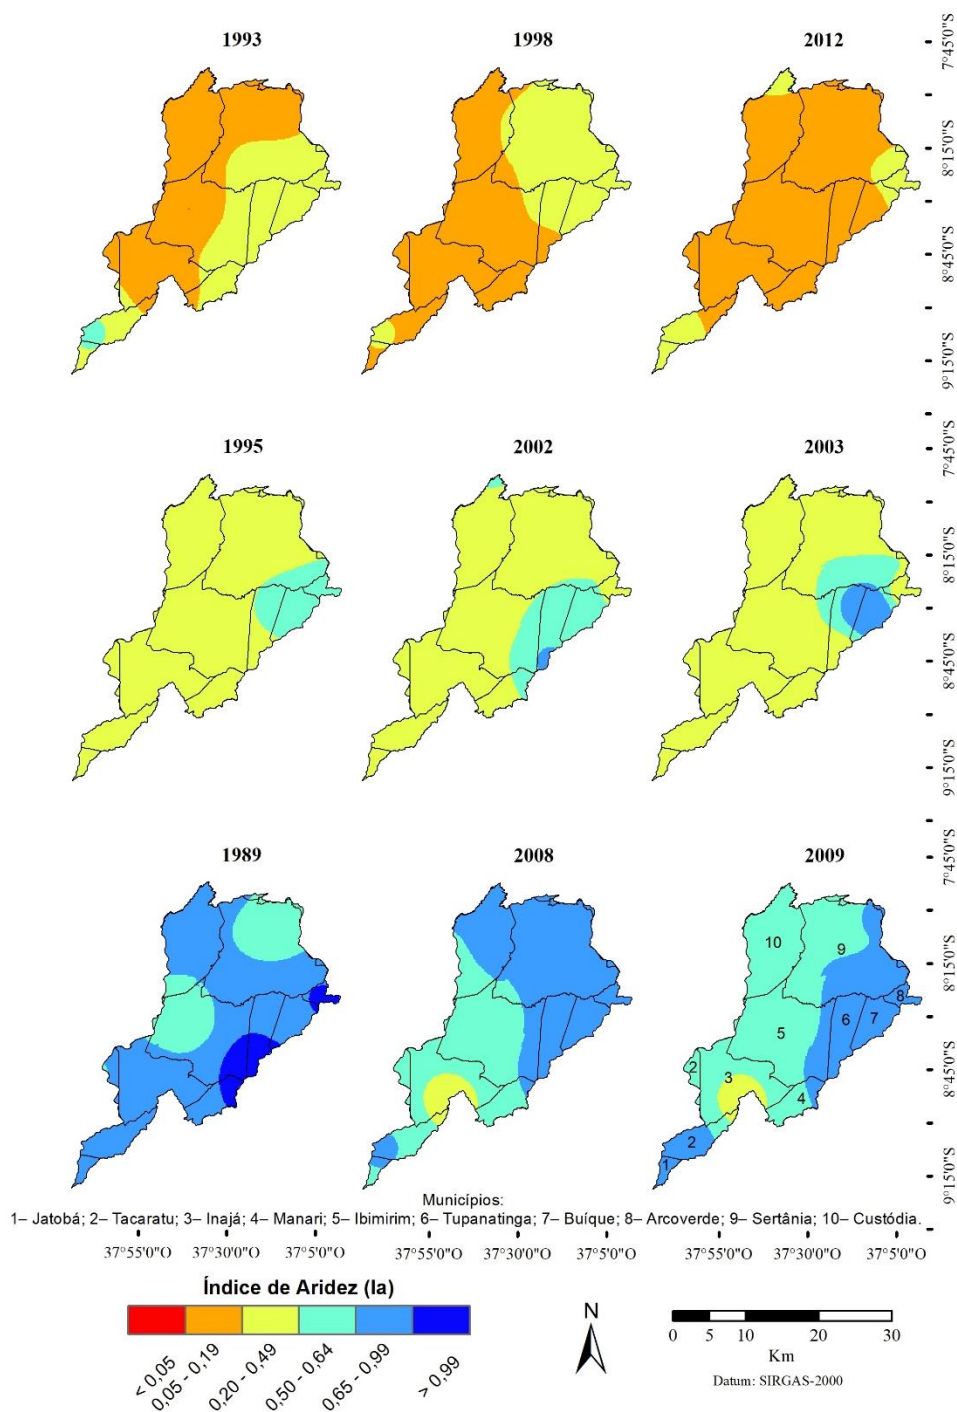 1993 1998 2012
7°45'0"S
8°15'0"S
8°45'0"S
9°15'0"S
1995 2002 2003
7°45'0"S
8°15'0"S
8°45'0"S
9°15'0"S
1989 2008 2009
7°45'0"S
8°15'0"S
8°45'0"S
9°15'0"S
10
9
8
7
6
5
2
3
4
2
1
Municípios:
1– Jatobá; 2– Tacaratu; 3– Inajá; 4– Manari; 5– Ibimirim; 6– Tupanatinga; 7– Buíque; 8– Arcoverde; 9– Sertânia; 10– Custódia.
37°55'0"O 37°30'0"O 37°5'0"O 37°55'0"O 37°30'0"O 37°5'0"O 37°55'0"O 37°30'0"O 37°5'0"O
Índice de Aridez (Ia)
< 0,05
0,05 - 0,19
0,20 - 0,49
0,50 - 0,64
0,65 - 0,99
> 0,99
N
0 5 10 20 30
Km
Datum: SIRGAS-2000